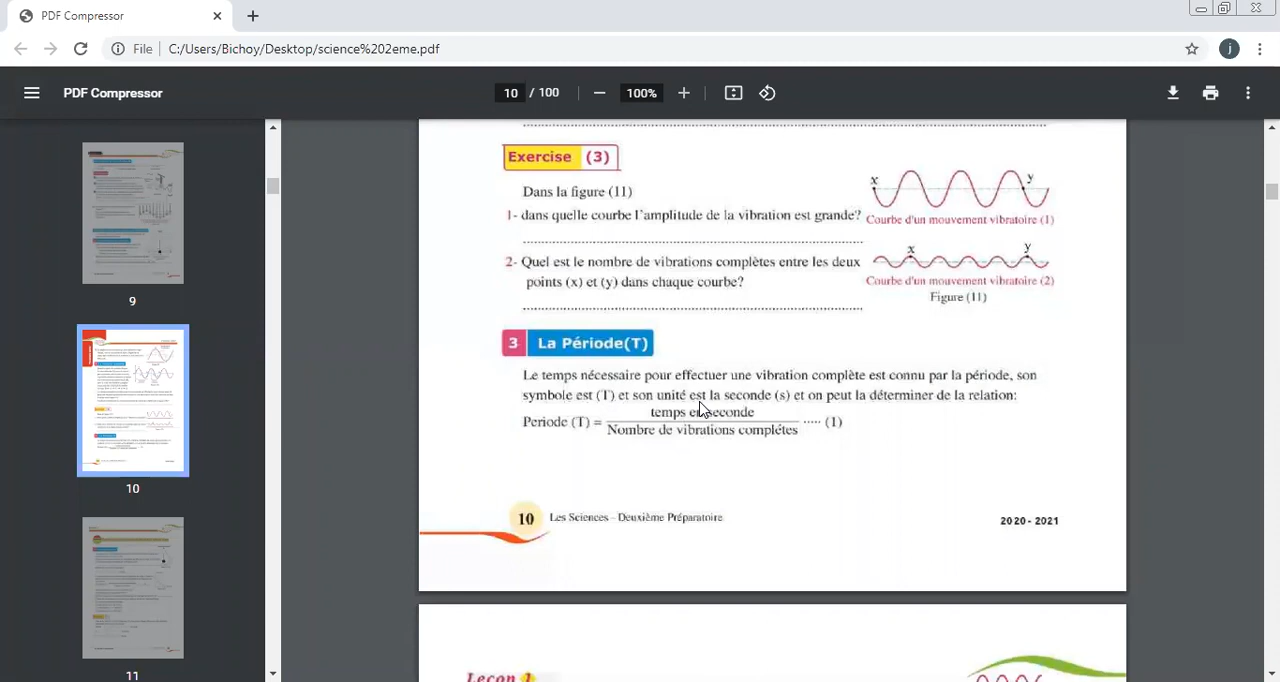 PDF Compressor
File
C:/Users/Bichoy/Desktop/science%202eme.pdf
j
PDF Compressor
10 / 100
100%
9
10
11
Exercise (3)
Dans la figure (11)
1- dans quelle courbe l'amplitude de la vibration est grande?
2- Quel est le nombre de vibrations complètes entre les deux
points (x) et (y) dans chaque courbe?
x
y
Courbe d'un mouvement vibratoire (1)
x
y
Courbe d'un mouvement vibratoire (2)
Figure (11)
3 La Période(T)
nécessaire pour effectuer une vibration complète est connu par la période, son
symbole est (T) et son unité est la seconde (s) et on peut la déterminer de la relation:
temps en seconde
Période (T) = ..... (1)
Nombre de vibrations complétes
10 Les Sciences - Deuxième Préparatoire
2020 - 2021
Leçon 1